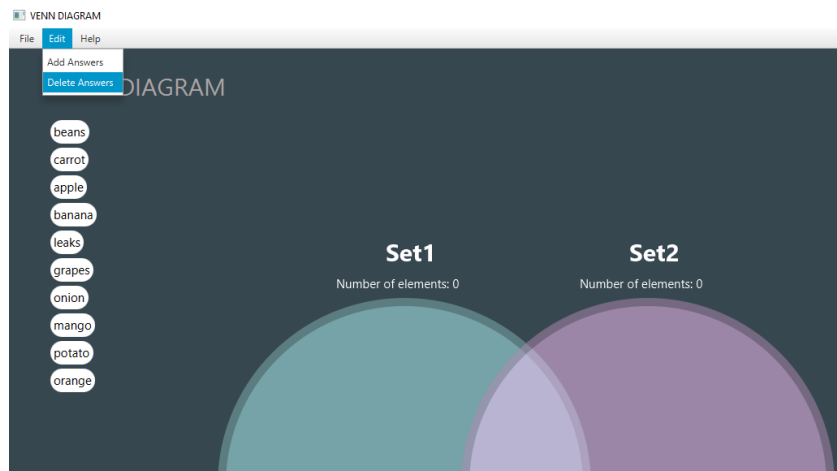 VENN DIAGRAM
File Edit Help
Add Answers
Delete Answers
DIAGRAM
beans
carrot
apple
banana
leaks
grapes
onion
mango
potato
orange
Set1 Set2
Number of elements: 0 Number of elements: 0